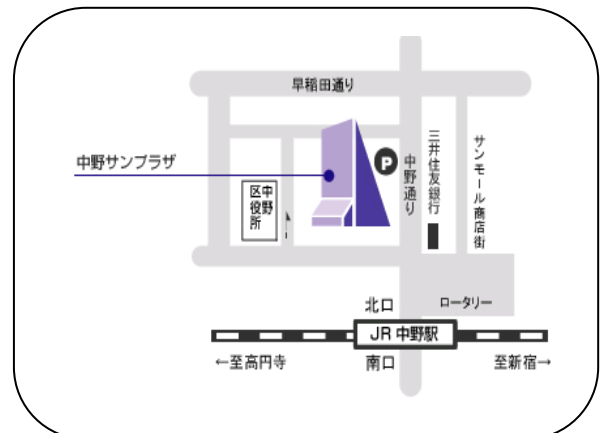 早稲田通り
中野サンプラザ
P
中野通り
三井住友銀行
サンモール商店街
中野
区役所
北口
ロータリー
JR 中野駅
←至高円寺
南口
至新宿→